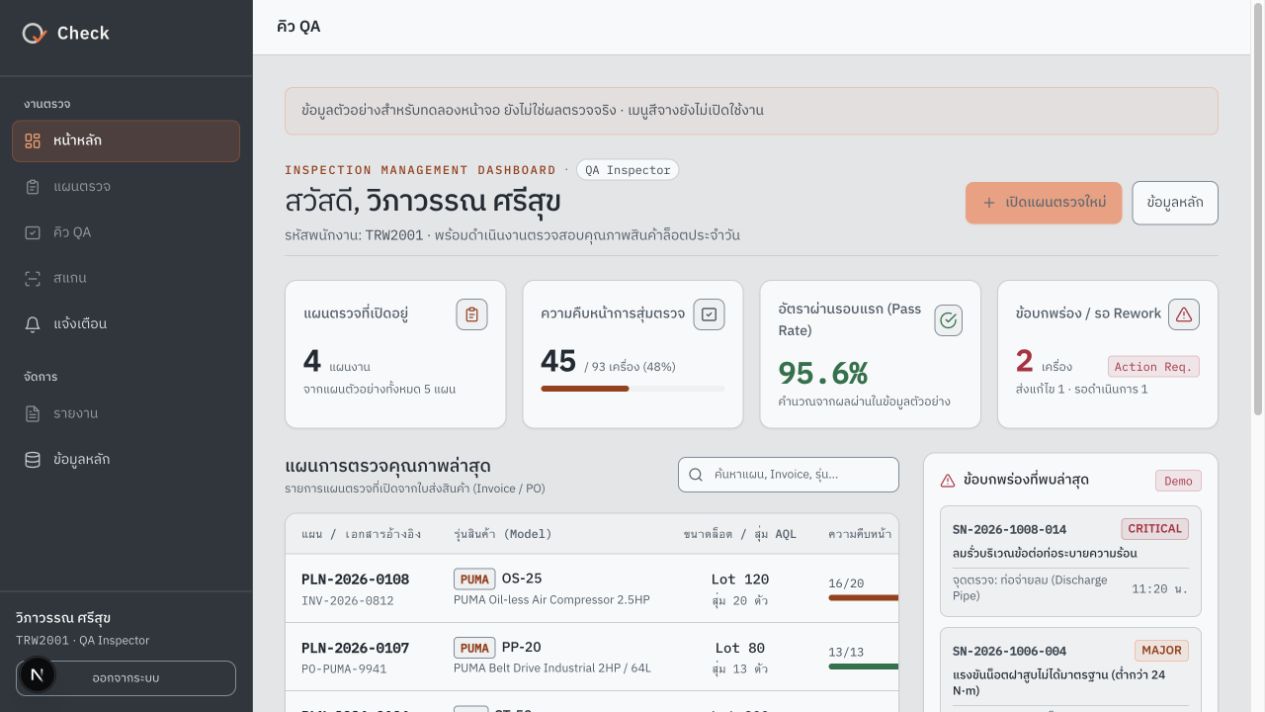 Check
งานตรวจ
หน้าหลัก
แผนตรวจ
คิว QA
สแกน
แจ้งเตือน
จัดการ
รายงาน
ข้อมูลหลัก
วิภาวรรณ ศรีสุข
TRW2001 · QA Inspector
N
ออกจากระบบ
คิว QA
ข้อมูลตัวอย่างสำหรับทดลองหน้าจอ ยังไม่ใช่ผลตรวจจริง · เมนูสีจางยังไม่เปิดใช้งาน
INSPECTION MANAGEMENT DASHBOARD · QA Inspector
สวัสดี, วิภาวรรณ ศรีสุข
รหัสพนักงาน: TRW2001 · พร้อมดำเนินงานตรวจสอบคุณภาพสินค้าล็อตประจำวัน
+ เปิดแผนตรวจใหม่
ข้อมูลหลัก
แผนตรวจที่เปิดอยู่
4 แผนงาน
จากแผนตัวอย่างทั้งหมด 5 แผน
ความคืบหน้าการสุ่มตรวจ
45 / 93 เครื่อง (48%)
อัตราผ่านรอบแรก (Pass
Rate)
95.6%
คำนวณจากผลผ่านในข้อมูลตัวอย่าง
ข้อบกพร่อง / รอ Rework
2 เครื่อง Action Req.
ส่งแก้ไข 1 · รอดำเนินการ 1
แผนการตรวจคุณภาพล่าสุด
รายการแผนตรวจที่เปิดจากใบส่งสินค้า (Invoice / PO)
ค้นหาแผน, Invoice, รุ่น...
แผน / เอกสารอ้างอิง รุ่นสินค้า (Model) ขนาดล็อต / สุ่ม AQL ความคืบหน้า
PLN-2026-0108 PUMA OS-25 Lot 120 16/20
INV-2026-0812 PUMA Oil-less Air Compressor 2.5HP สุ่ม 20 ตัว
PLN-2026-0107 PUMA PP-20 Lot 80 13/13
PO-PUMA-9941 PUMA Belt Drive Industrial 2HP / 64L สุ่ม 13 ตัว
ข้อบกพร่องที่พบล่าสุด Demo
SN-2026-1008-014 CRITICAL
ลมรั่วบริเวณข้อต่อท่อระบายความร้อน
จุดตรวจ: ท่อจ่ายลม (Discharge
Pipe)
11:20 น.
SN-2026-1006-004 MAJOR
แรงขันน็อตฝาสูบไม่ได้มาตรฐาน (ต่ำกว่า 24
N·m)